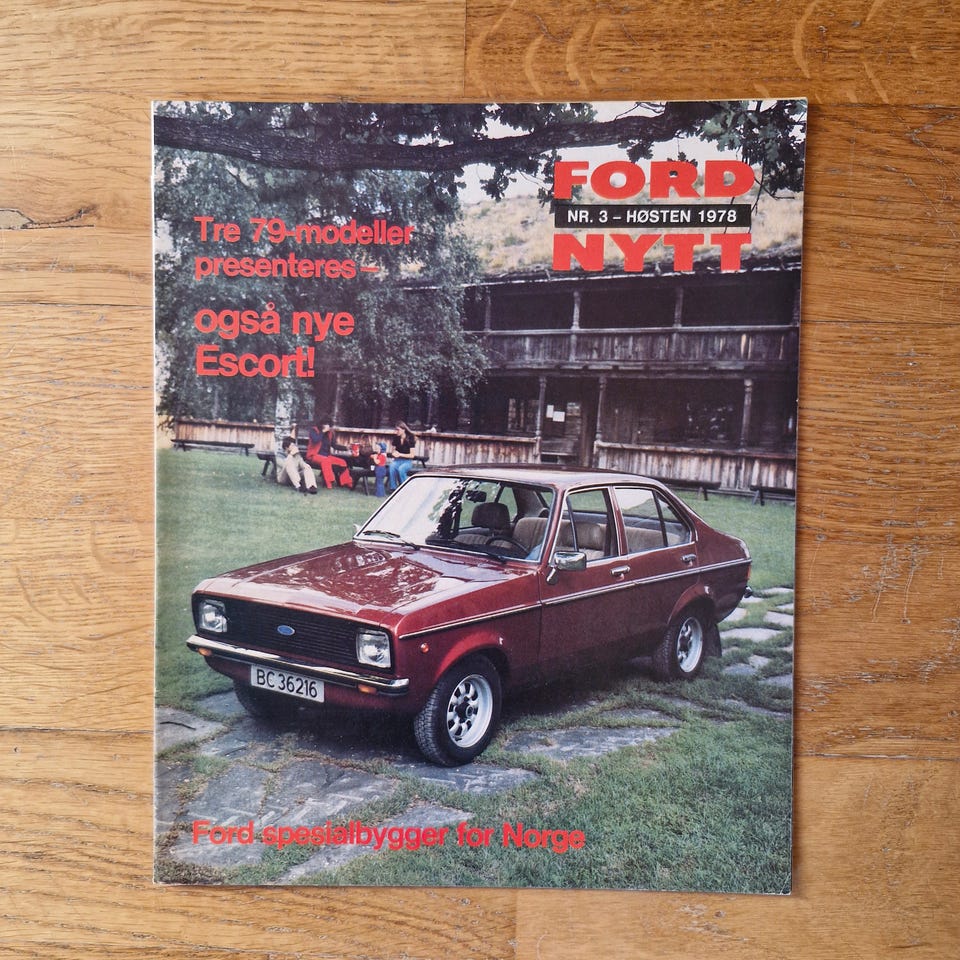 FORD
NR. 3 – HØSTEN 1978
NYTT
Tre 79-modeller
presenteres –
også nye
Escort!
BC 36216
Ford spesialbygger for Norge